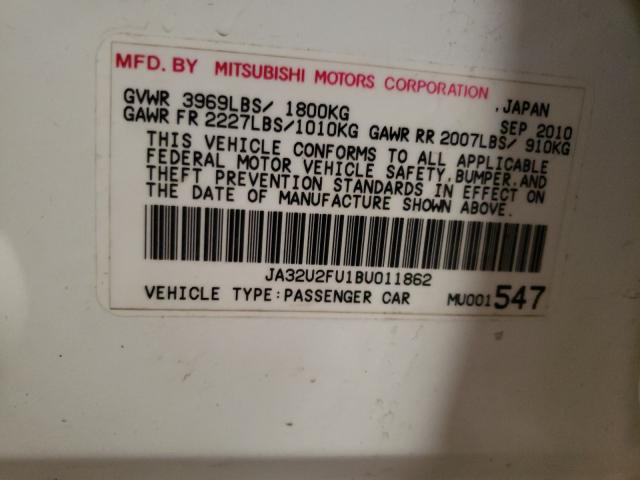 MFD. BY MITSUBISHI MOTORS CORPORATION
GVWR 3969LBS/ 1800KG , JAPAN
GAWR FR 2227LBS/1010KG GAWR RR 2007LBS/ 910KG SEP 2010
THIS VEHICLE CONFORMS TO ALL APPLICABLE
FEDERAL MOTOR VEHICLE SAFETY,BUMPER,AND
THEFT PREVENTION STANDARDS IN EFFECT ON
THE DATE OF MANUFACTURE SHOWN ABOVE.
JA32U2FU1BU011862
VEHICLE TYPE:PASSENGER CAR MU001547